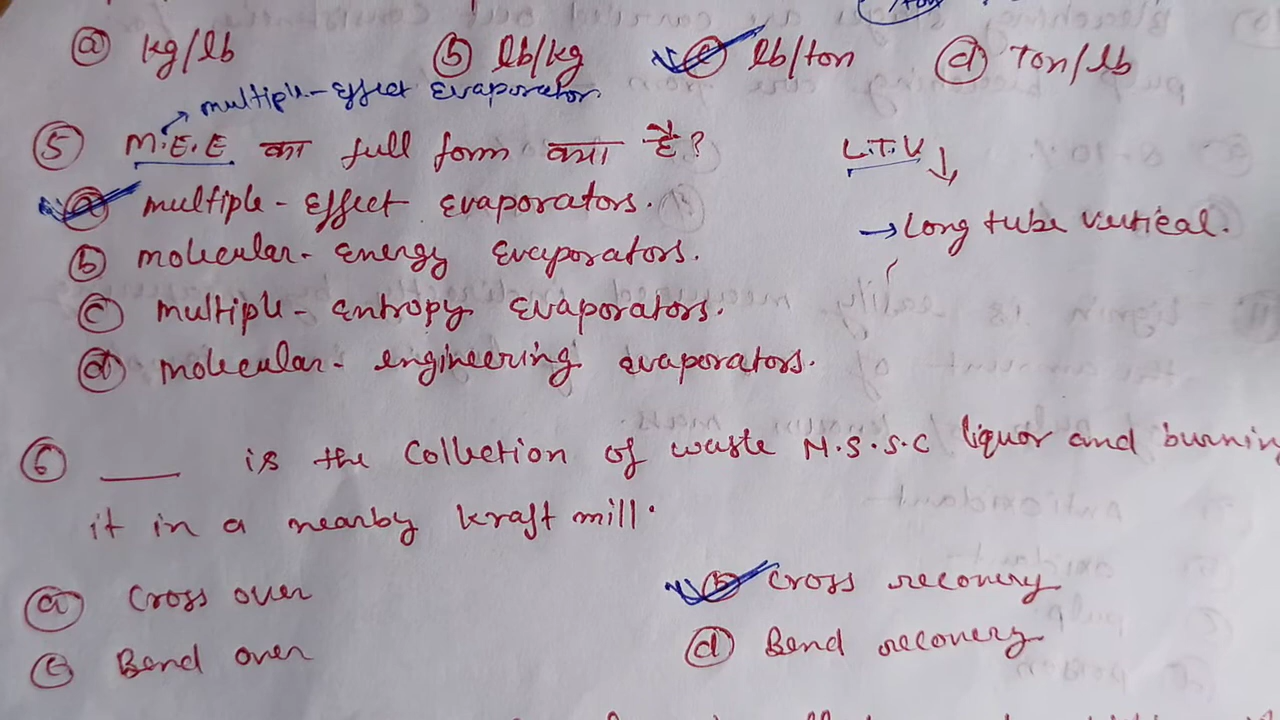 (a) kg/lb (b) lb/kg (c) lb/ton (d) Ton/lb
multiple-Effect Evaporator
(5) M.E.E का full form क्या है? L.T.V
(a) multiple-Effect Evaporators.
→ Long tube vertical.
(b) molecular-Energy Evaporators.
(c) multiple-Entropy Evaporators.
(d) molecular-engineering evaporators.
(6) ___ is the Collection of waste N.S.S.C liquor and burnin
it in a nearby kraft mill.
(a) Cross over (b) Cross recovery
(c) Bend over (d) Bend recovery